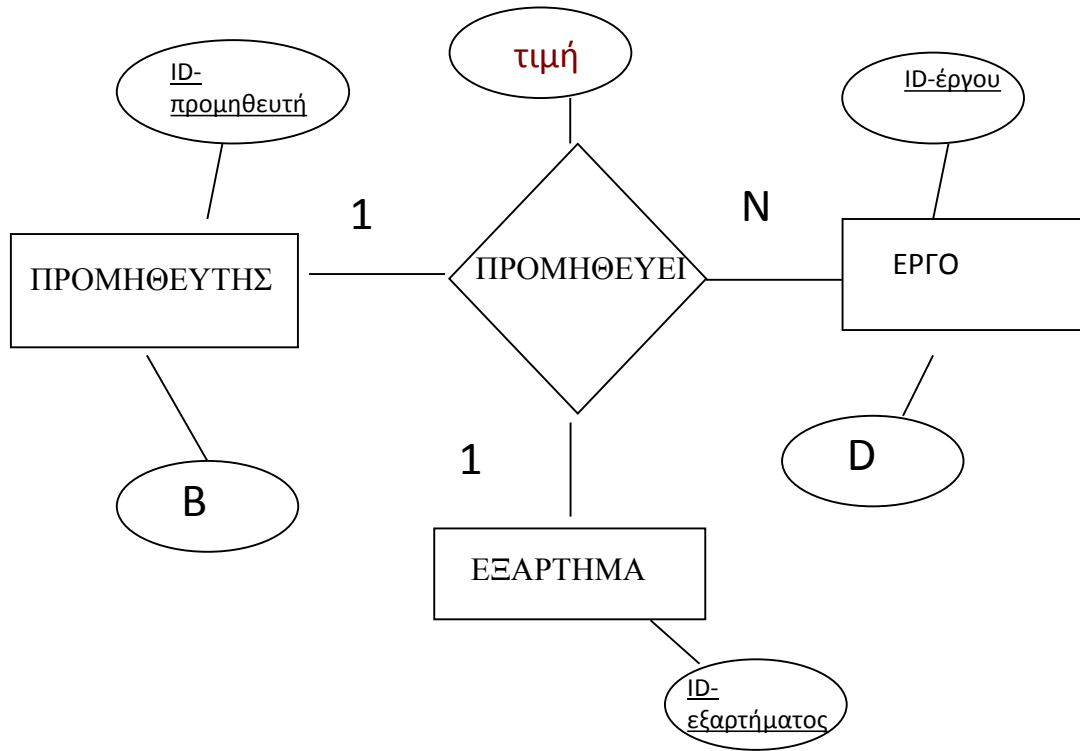 τιμή
ID-
προμηθευτή
ID-έργου
1
N
ΠΡΟΜΗΘΕΥΤΗΣ
ΠΡΟΜΗΘΕΥΕΙ
ΕΡΓΟ
1
B
D
ΕΞΑΡΤΗΜΑ
ID-
εξαρτήματος